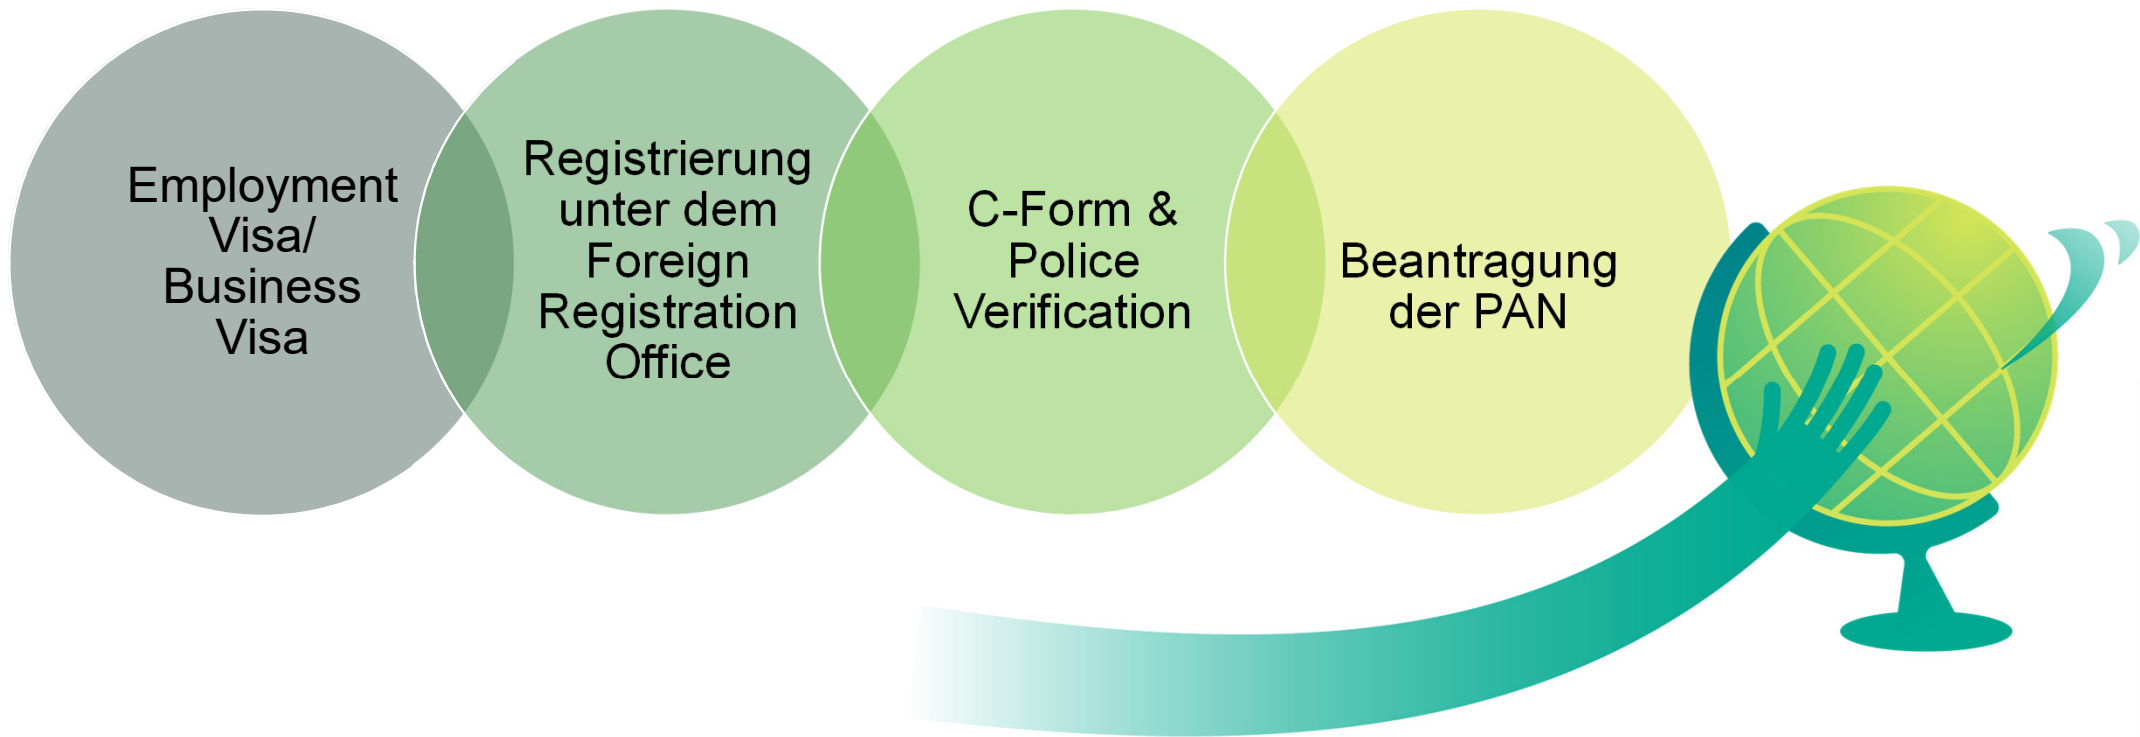 Employment
Visa/
Business
Visa
Registrierung
unter dem
Foreign
Registration
Office
C-Form &
Police
Verification
Beantragung
der PAN